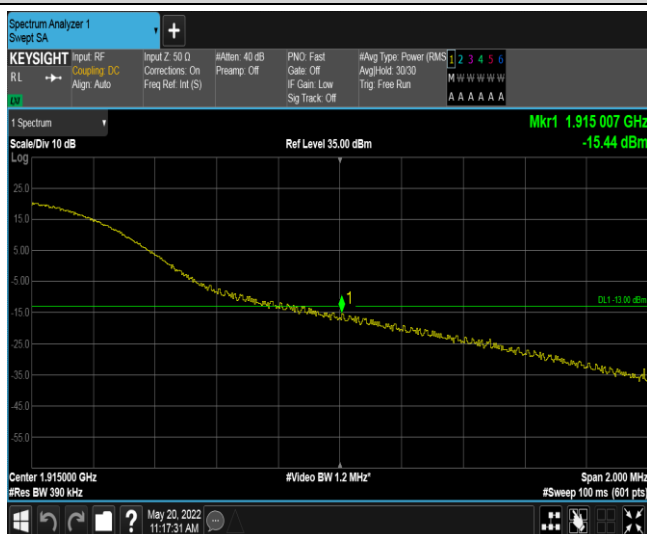 Spectrum Analyzer 1
Swept SA
+
KEYSIGHT
R L
Input: RF
Coupling: DC
Align: Auto
Input Z: 50 Ω
Corrections: On
Freq Ref: Int (S)
#Atten: 40 dB
Preamp: Off
PNO: Fast
Gate: Off
IF Gain: Low
Sig Track: Off
#Avg Type: Power (RMS
Avg|Hold: 30/30
Trig: Free Run
1 2 3 4 5 6
M W W W W W
A A A A A A
1 Spectrum
Scale/Div 10 dB
Ref Level 35.00 dBm
Mkr1 1.915 007 GHz
-15.44 dBm
Log
25.0
15.0
5.00
-5.00
-15.0
-25.0
-35.0
-45.0
-55.0
1
DL1 -13.00 dBm
Center 1.915000 GHz
#Video BW 1.2 MHz*
Span 2.000 MHz
#Res BW 390 kHz
#Sweep 100 ms (601 pts)
?
May 20, 2022
11:17:31 AM